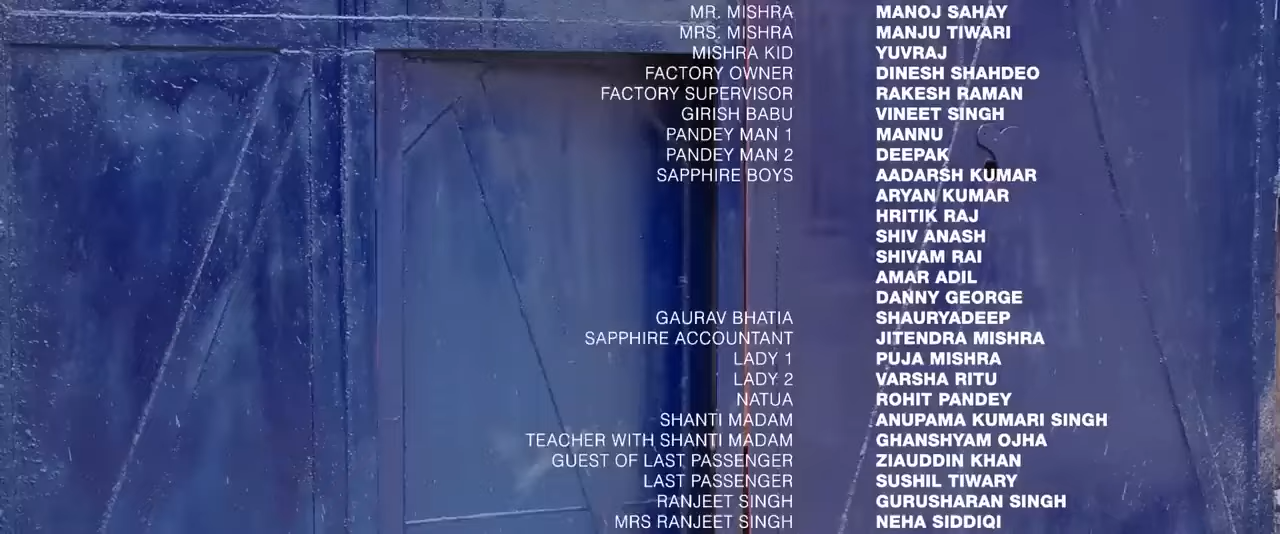 MR. MISHRA MANOJ SAHAY
MRS. MISHRA MANJU TIWARI
MISHRA KID YUVRAJ
FACTORY OWNER DINESH SHAHDEO
FACTORY SUPERVISOR RAKESH RAMAN
GIRISH BABU VINEET SINGH
PANDEY MAN 1 MANNU
PANDEY MAN 2 DEEPAK
SAPPHIRE BOYS AADARSH KUMAR
ARYAN KUMAR
HRITIK RAJ
SHIV ANASH
SHIVAM RAI
AMAR ADIL
DANNY GEORGE
GAURAV BHATIA SHAURYADEEP
SAPPHIRE ACCOUNTANT JITENDRA MISHRA
LADY 1 PUJA MISHRA
LADY 2 VARSHA RITU
NATUA ROHIT PANDEY
SHANTI MADAM ANUPAMA KUMARI SINGH
TEACHER WITH SHANTI MADAM GHANSHYAM OJHA
GUEST OF LAST PASSENGER ZIAUDDIN KHAN
LAST PASSENGER SUSHIL TIWARY
RANJEET SINGH GURUSHARAN SINGH
MRS RANJEET SINGH NEHA SIDDIQI